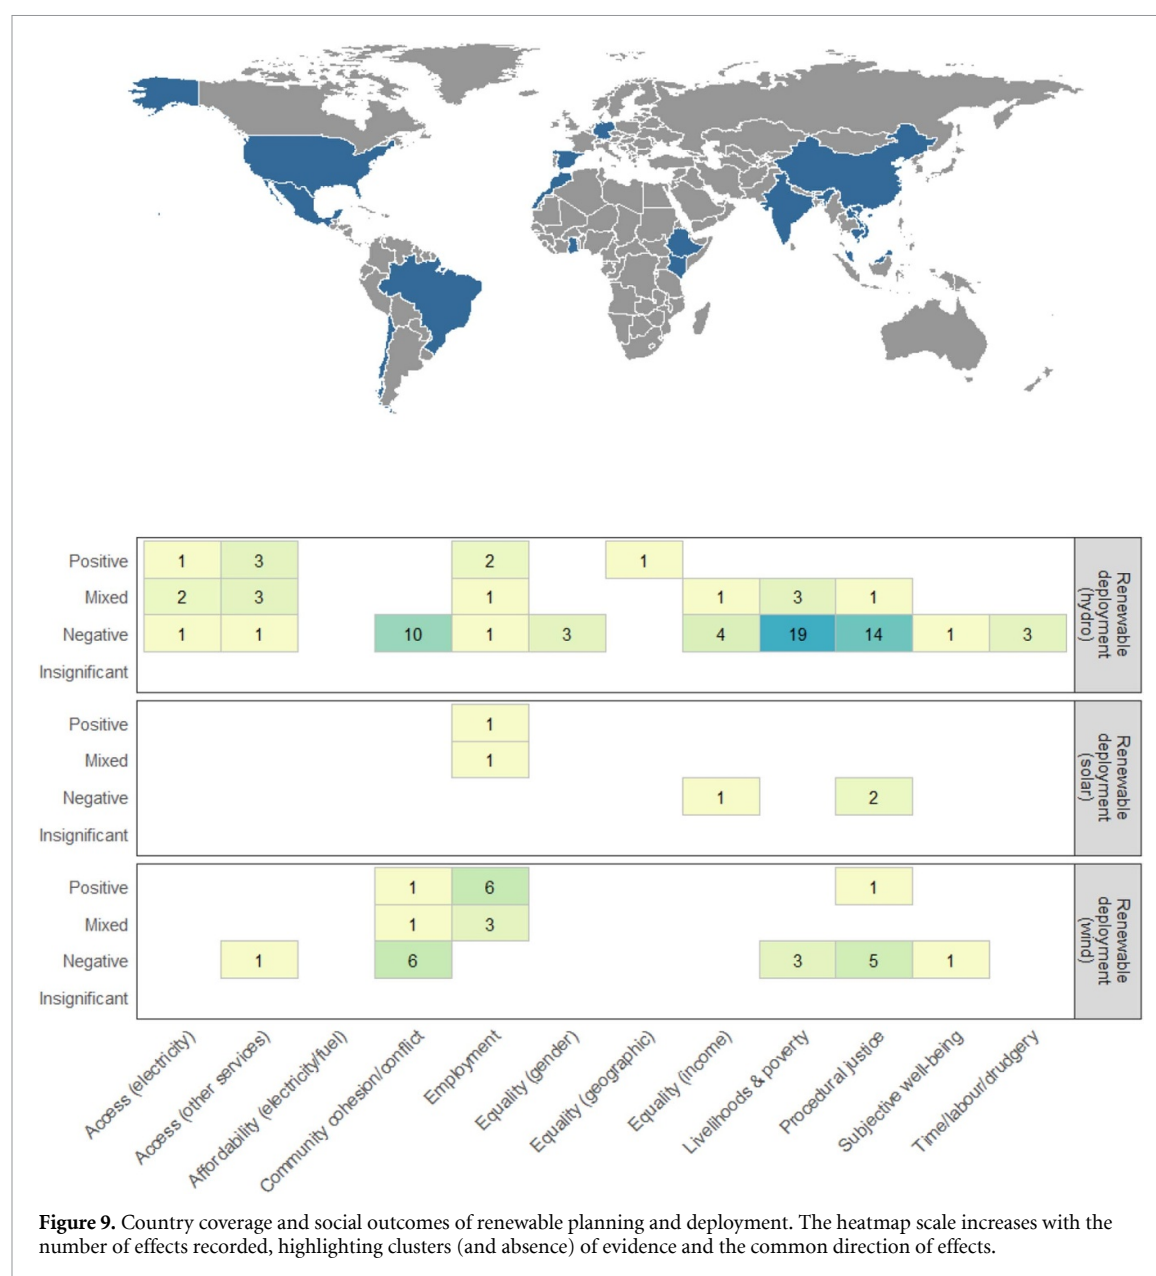 Positive 1 3 2 1
Mixed 2 3 1 1 3 1
Negative 1 1 10 1 3 4 19 14 1 3
Insignificant
Renewable
deployment
(hydro)
Positive 1
Mixed 1
Negative 1 2
Insignificant
Renewable
deployment
(solar)
Positive 1 6 1
Mixed 1 3
Negative 1 6 3 5 1
Insignificant
Renewable
deployment
(wind)
Access (electricity)
Access (other services)
Affordability (electricity/fuel)
Community cohesion/conflict
Employment
Equality (gender)
Equality (geographic)
Equality (income)
Livelihoods & poverty
Procedural justice
Subjective well-being
Time/labour/drudgery
Figure 9. Country coverage and social outcomes of renewable planning and deployment. The heatmap scale increases with the
number of effects recorded, highlighting clusters (and absence) of evidence and the common direction of effects.